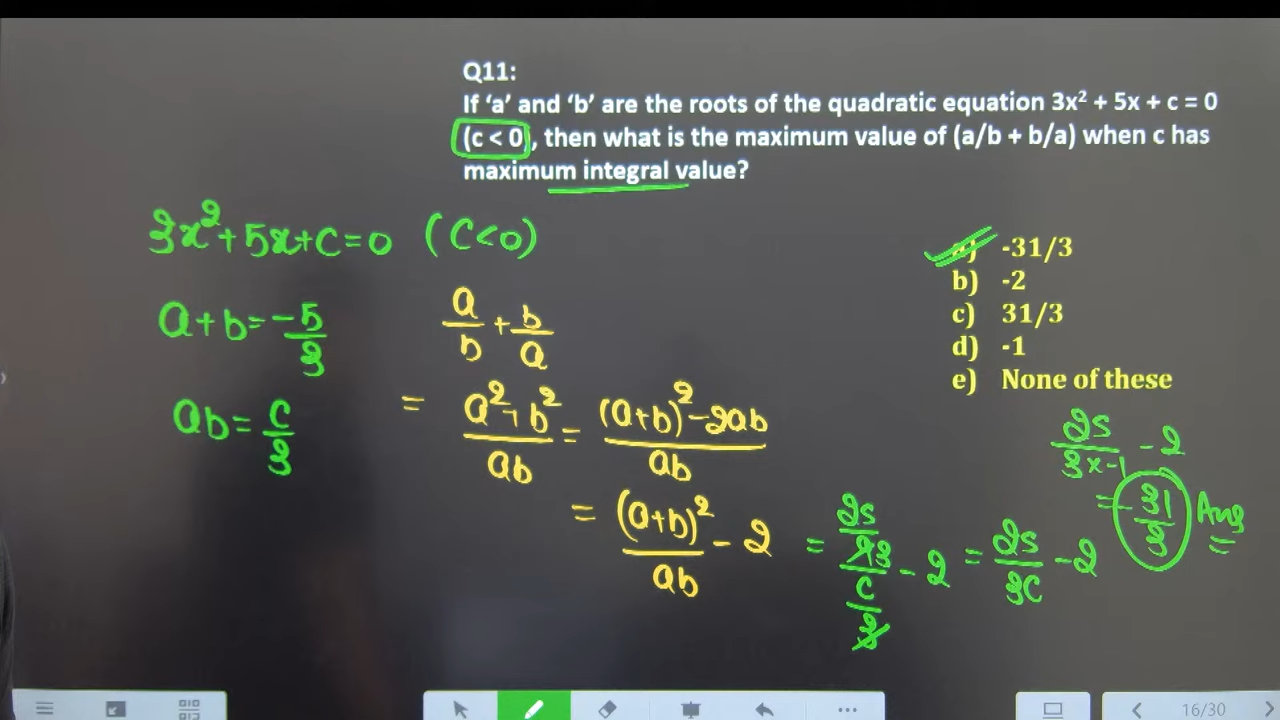 Q11:
If ‘a’ and ‘b’ are the roots of the quadratic equation 3x² + 5x + c = 0
(c < 0), then what is the maximum value of (a/b + b/a) when c has
maximum integral value?
3x² + 5x + c = 0 (c < 0)
a + b = -5/3
ab = c/3
a/b + b/a
= (a² + b²)/ab = ((a+b)² - 2ab)/ab
= (a+b)²/ab - 2 = (25/93)/(c/3) - 2 = 25/3c - 2
a) -31/3
b) -2
c) 31/3
d) -1
e) None of these
25/(3x-1) - 2
= -31/3 Ans
16/30